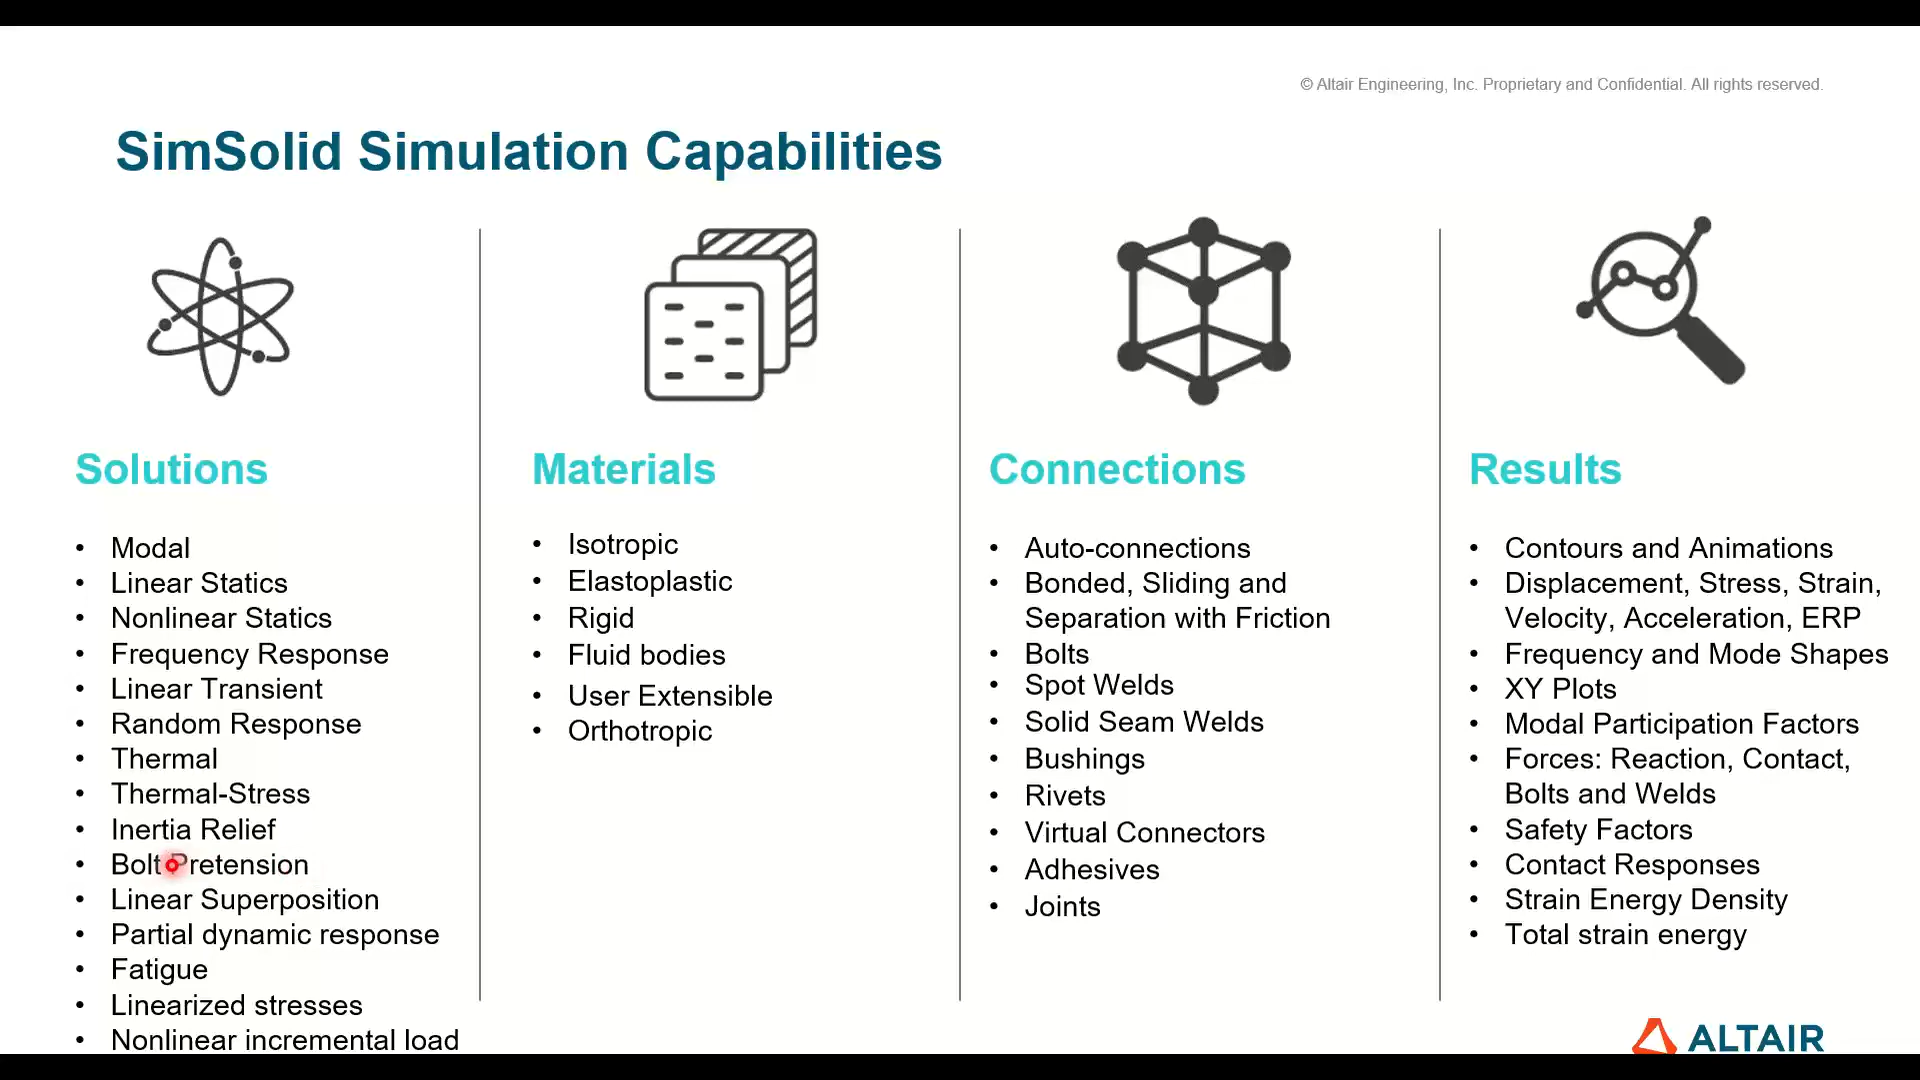 © Altair Engineering, Inc. Proprietary and Confidential. All rights reserved.
SimSolid Simulation Capabilities
Solutions
• Modal
• Linear Statics
• Nonlinear Statics
• Frequency Response
• Linear Transient
• Random Response
• Thermal
• Thermal-Stress
• Inertia Relief
• Bolt Pretension
• Linear Superposition
• Partial dynamic response
• Fatigue
• Linearized stresses
• Nonlinear incremental load
Materials
• Isotropic
• Elastoplastic
• Rigid
• Fluid bodies
• User Extensible
• Orthotropic
Connections
• Auto-connections
• Bonded, Sliding and
Separation with Friction
• Bolts
• Spot Welds
• Solid Seam Welds
• Bushings
• Rivets
• Virtual Connectors
• Adhesives
• Joints
Results
• Contours and Animations
• Displacement, Stress, Strain,
Velocity, Acceleration, ERP
• Frequency and Mode Shapes
• XY Plots
• Modal Participation Factors
• Forces: Reaction, Contact,
Bolts and Welds
• Safety Factors
• Contact Responses
• Strain Energy Density
• Total strain energy
ALTAIR